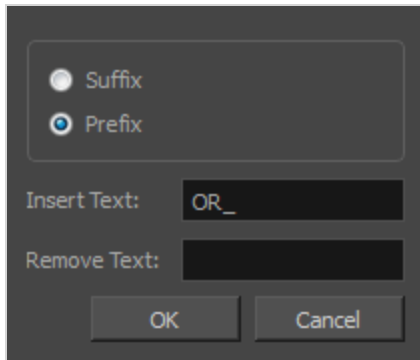 Suffix
Prefix
Insert Text: OR_
Remove Text:
OK Cancel